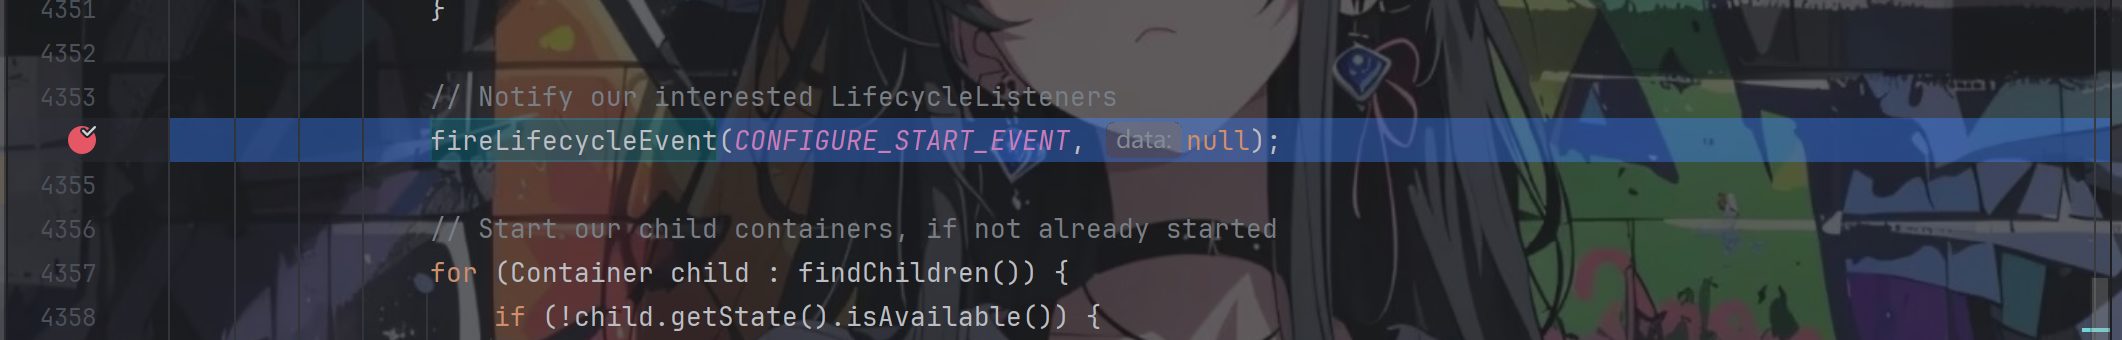 4351 }
4352
4353 // Notify our interested LifecycleListeners
fireLifecycleEvent(CONFIGURE_START_EVENT, data: null);
4355
4356 // Start our child containers, if not already started
4357 for (Container child : findChildren()) {
4358 if (!child.getState().isAvailable()) {